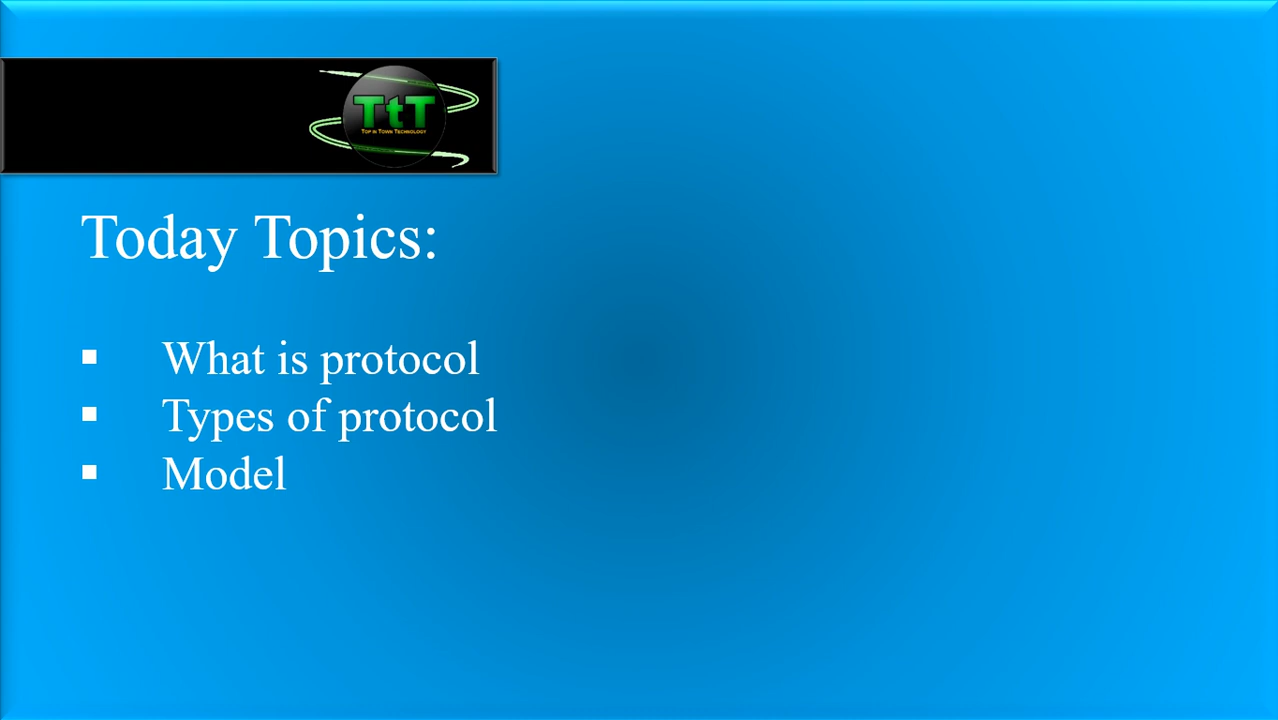 TtT
Top in Town Technology
Today Topics:
▪ What is protocol
▪ Types of protocol
▪ Model